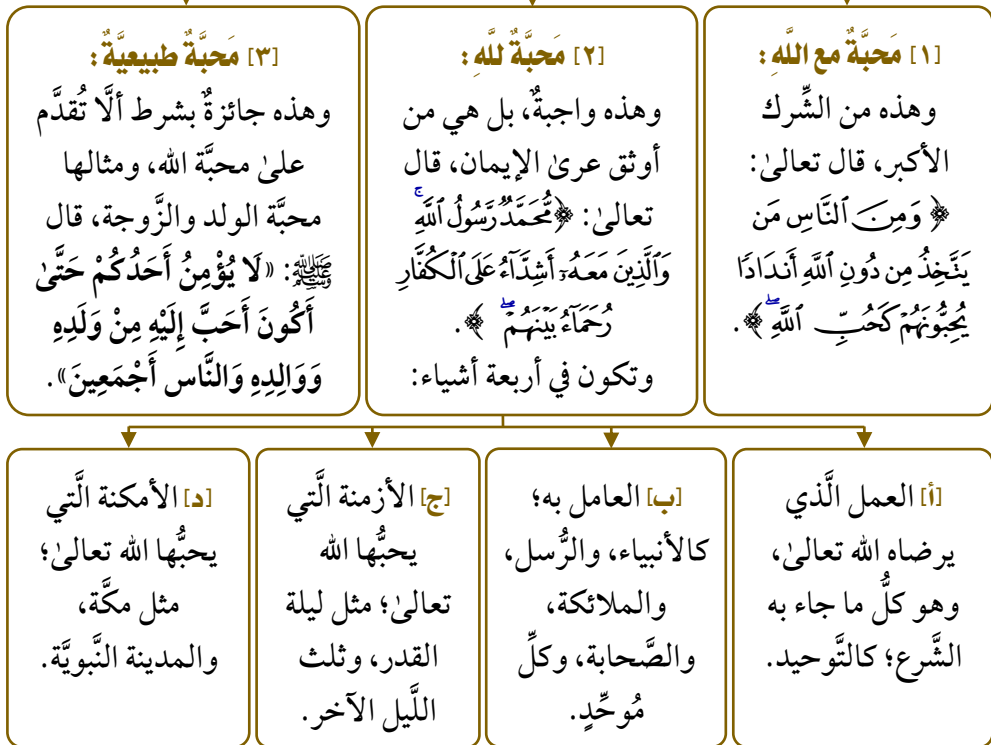 [١] مَحبَّةٌ مع اللَّهِ:
وهذه من الشِّرك
الأكبر، قال تعالىٰ:
﴿ وَمِنَ ٱلنَّاسِ مَن
يَتَّخِذُ مِن دُونِ ٱللَّهِ أَندَادًا
يُحِبُّونَهُمْ كَحُبِّ ٱللَّهِۖ ﴾.
[٢] مَحبَّةٌ للَّهِ:
وهذه واجبةٌ، بل هي من
أوثق عرىٰ الإيمان، قال
تعالىٰ: ﴿مُّحَمَّدٌ رَّسُولُ ٱللَّهِۚ
وَٱلَّذِينَ مَعَهُۥٓ أَشِدَّآءُ عَلَى ٱلْكُفَّارِ
رُحَمَآءُ بَيْنَهُمْۖ ﴾.
وتكون في أربعة أشياء:
[٣] مَحبَّةٌ طبيعيَّةٌ:
وهذه جائزةٌ بشرط ألَّا تُقدَّم
علىٰ محبَّة الله، ومثالها
محبَّة الولد والزَّوجة، قال
ﷺ: «لَا يُؤْمِنُ أَحَدُكُمْ حَتَّىٰ
أَكُونَ أَحَبَّ إِلَيْهِ مِنْ وَلَدِهِ
وَوَالِدِهِ وَالنَّاس أَجْمَعِينَ».
[أ] العمل الَّذي
يرضاه الله تعالىٰ،
وهو كلُّ ما جاء به
الشَّرع؛ كالتَّوحيد.
[ب] العامل به؛
كالأنبياء، والرُّسل،
والملائكة،
والصَّحابة، وكلِّ
مُوحِّدٍ.
[ج] الأزمنة الَّتي
يحبُّها الله
تعالىٰ؛ مثل ليلة
القدر، وثلث
اللَّيل الآخر.
[د] الأمكنة الَّتي
يحبُّها الله تعالىٰ؛
مثل مكَّة،
والمدينة النَّبويَّة.